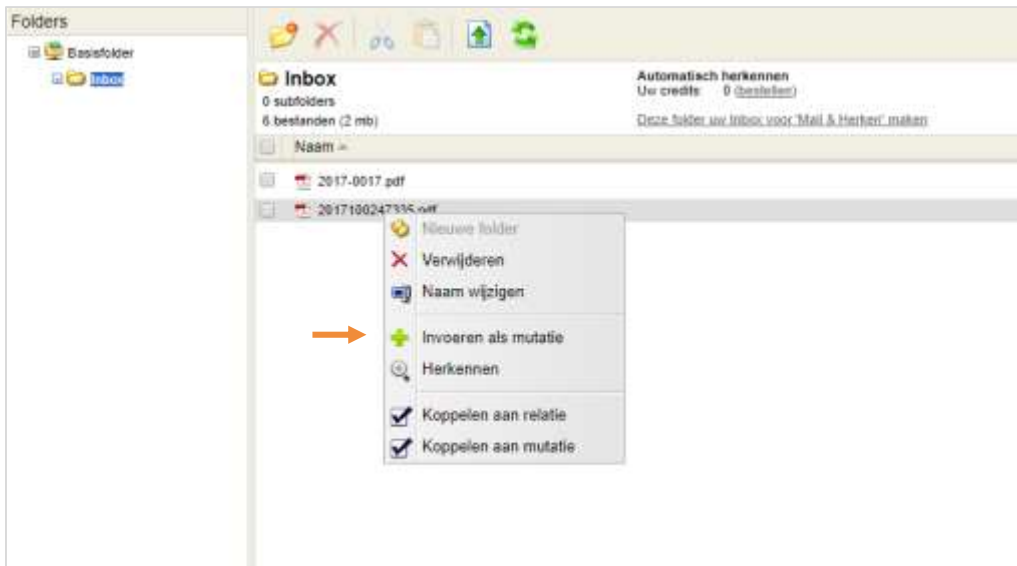 Folders
Basisfolder
Inbox
Inbox
0 subfolders
6 bestanden (2 mb)
Automatisch herkennen
Uw credits: 0 (bestellen)
Deze folder uw Inbox voor 'Mail & Herken' maken
Naam
2017-0017.pdf
2017100247335.pdf
Nieuwe folder
Verwijderen
Naam wijzigen
Invoeren als mutatie
Herkennen
Koppelen aan relatie
Koppelen aan mutatie